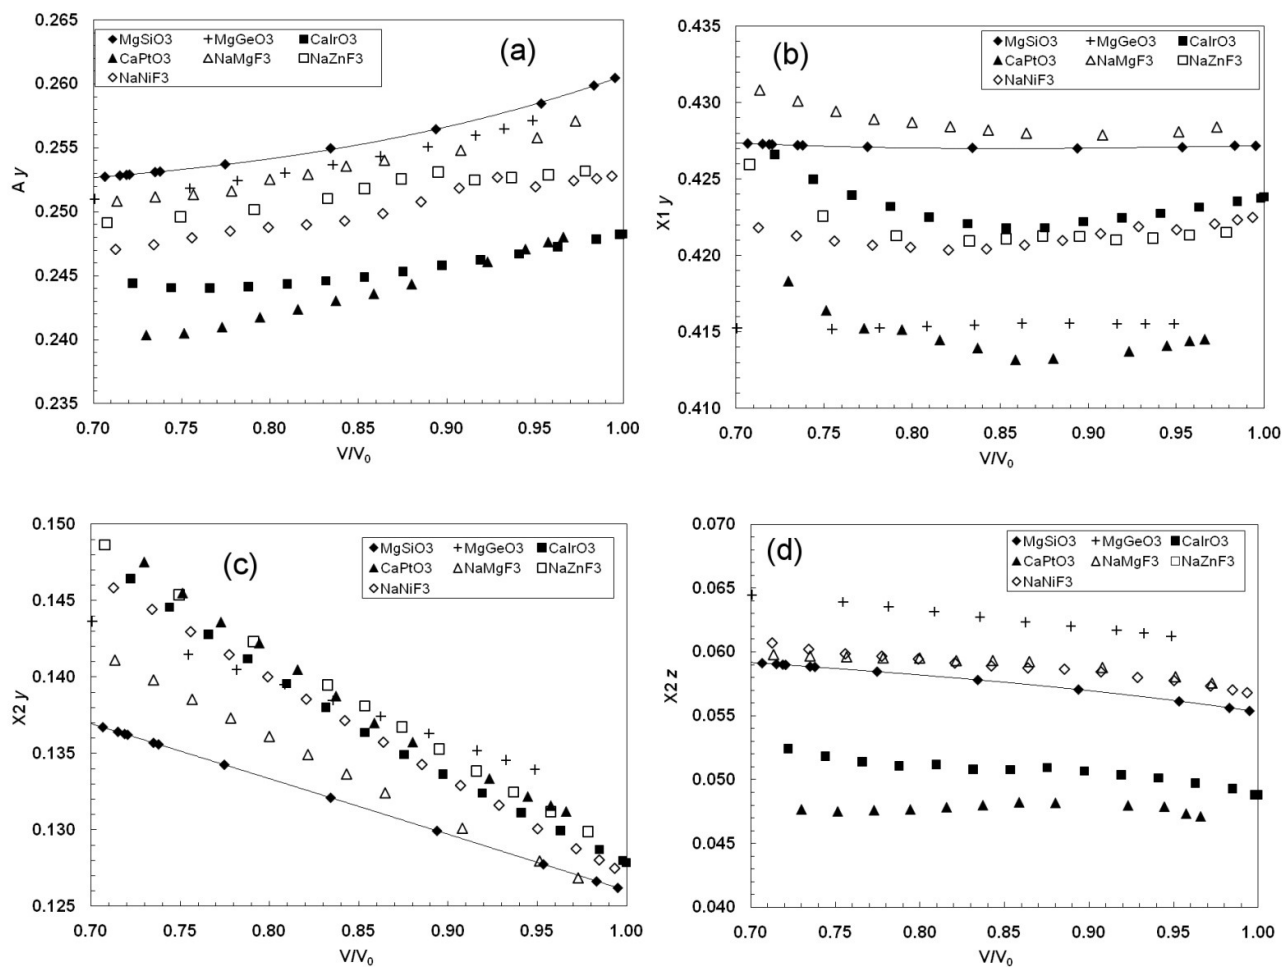 (a)
MgSiO3 MgGeO3 CaIrO3
CaPtO3 NaMgF3 NaZnF3
NaNiF3
0.265
0.260
0.255
0.250
0.245
0.240
0.235
A y
0.70 0.75 0.80 0.85 0.90 0.95 1.00
V/V₀
(b)
MgSiO3 MgGeO3 CaIrO3
CaPtO3 NaMgF3 NaZnF3
NaNiF3
0.435
0.430
0.425
0.420
0.415
0.410
X1 y
0.70 0.75 0.80 0.85 0.90 0.95 1.00
V/V₀
(c)
MgSiO3 MgGeO3 CaIrO3
CaPtO3 NaMgF3 NaZnF3
NaNiF3
0.150
0.145
0.140
0.135
0.130
0.125
X2 y
0.70 0.75 0.80 0.85 0.90 0.95 1.00
V/V₀
(d)
MgSiO3 MgGeO3 CaIrO3
CaPtO3 NaMgF3 NaZnF3
NaNiF3
0.070
0.065
0.060
0.055
0.050
0.045
0.040
X2 z
0.70 0.75 0.80 0.85 0.90 0.95 1.00
V/V₀